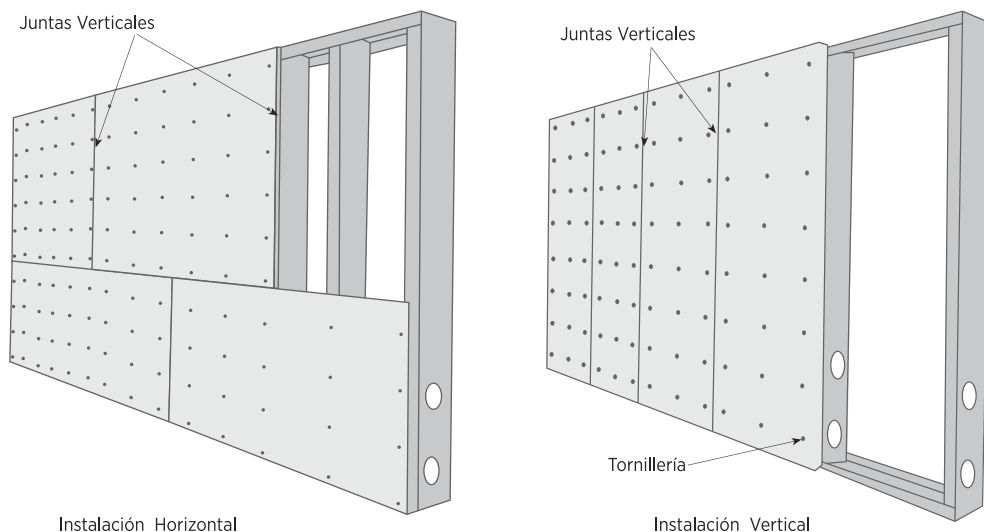 Juntas Verticales
Juntas Verticales
Tornillería
Instalación Horizontal
Instalación Vertical